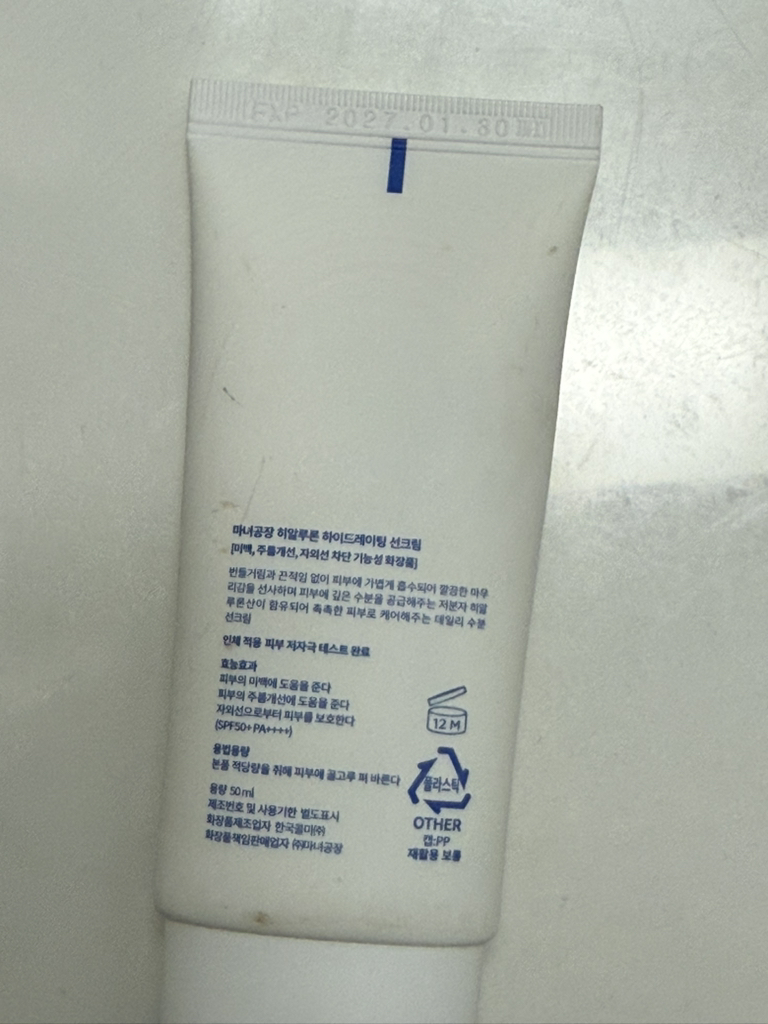 EXP 2027.01.30
마녀공장 히알루론 하이드레이팅 선크림
[미백, 주름개선, 자외선 차단 기능성 화장품]
번들거림과 끈적임 없이 피부에 가볍게 흡수되어 깔끔한 마우
리감을 선사하며 피부에 깊은 수분을 공급해주는 저분자 히알
루론산이 함유되어 촉촉한 피부로 케어해주는 데일리 수분
선크림
인체 적용 피부 저자극 테스트 완료
효능효과
피부의 미백에 도움을 준다
피부의 주름개선에 도움을 준다
자외선으로부터 피부를 보호한다
(SPF50+ PA++++)
용법용량
본품 적당량을 취해 피부에 골고루 펴 바른다
용량 50ml
제조번호 및 사용기한 별도표시
화장품제조업자 한국콜마㈜
화장품책임판매업자 ㈜마녀공장
12 M
플라스틱
OTHER
캡:PP
재활용 보통